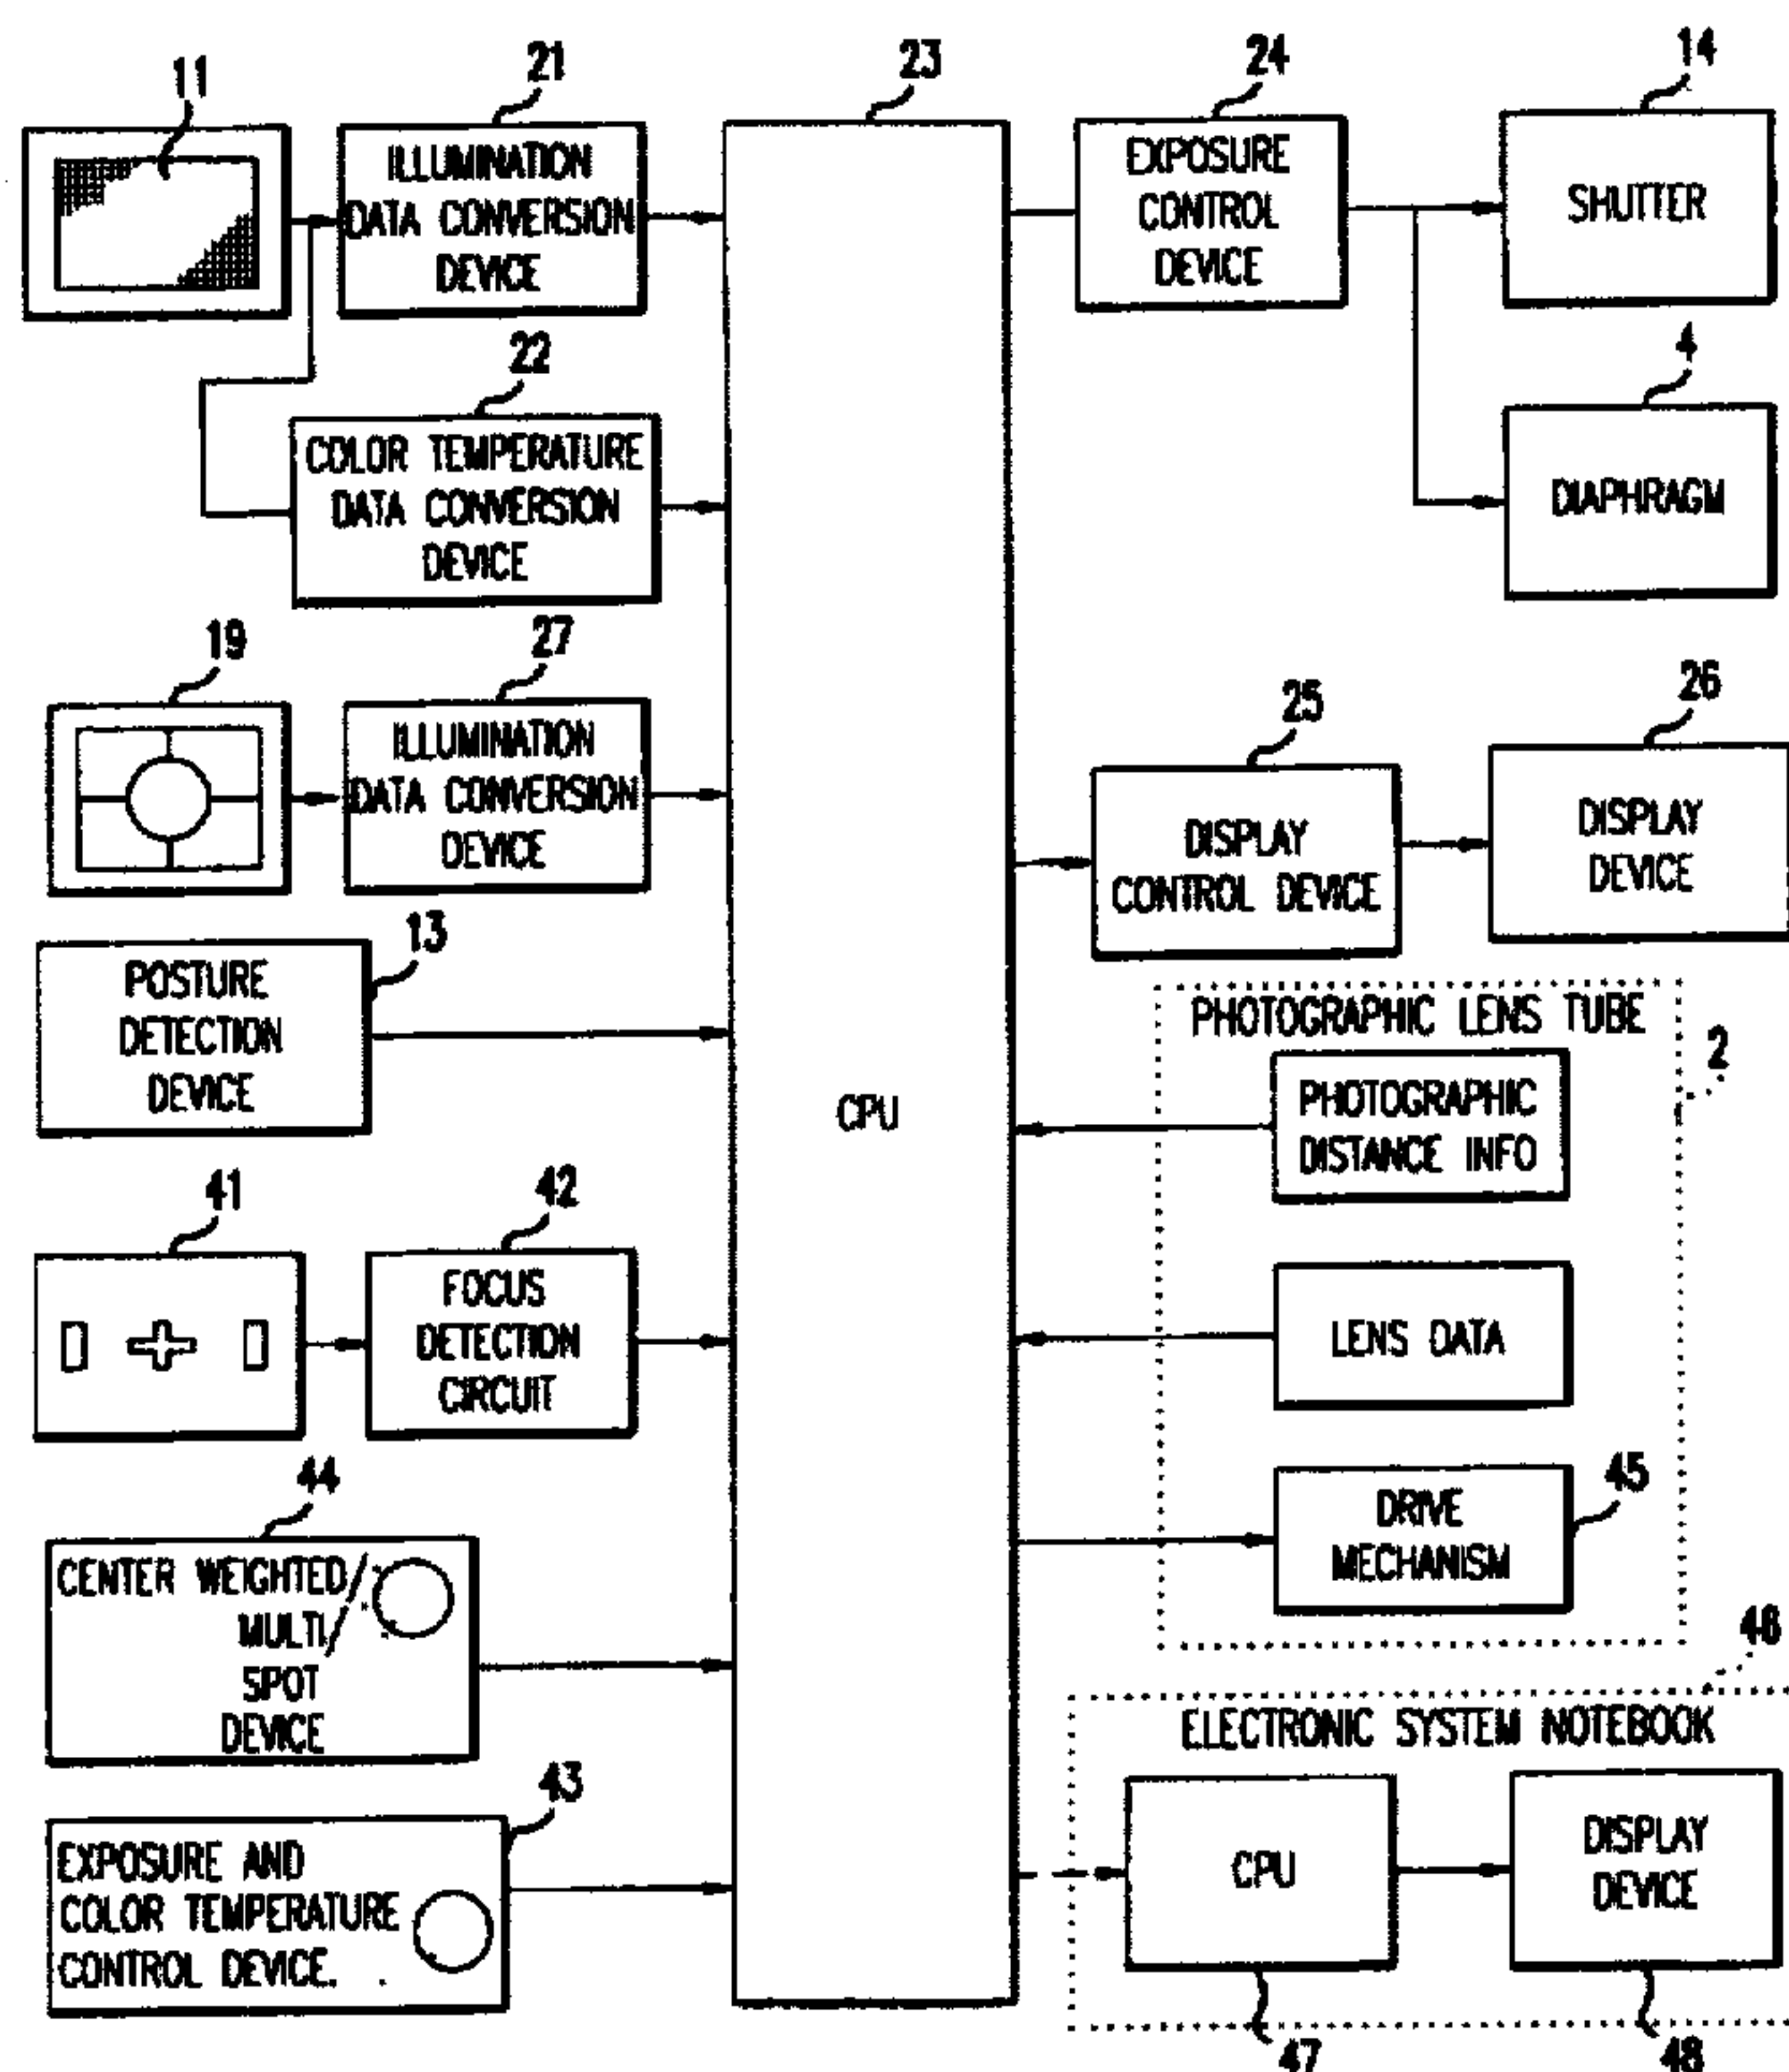 11
21
23
24
14
ILLUMINATION
DATA CONVERSION
DEVICE
EXPOSURE
CONTROL
DEVICE
SHUTTER
22
4
COLOR TEMPERATURE
DATA CONVERSION
DEVICE
DIAPHRAGM
19
27
25
26
ILLUMINATION
DATA CONVERSION
DEVICE
DISPLAY
CONTROL DEVICE
DISPLAY
DEVICE
13
POSTURE
DETECTION
DEVICE
CPU
PHOTOGRAPHIC LENS TUBE
2
PHOTOGRAPHIC
DISTANCE INFO
41
42
FOCUS
DETECTION
CIRCUIT
LENS DATA
44
45
DRIVE
MECHANISM
CENTER WEIGHTED/
MULTI/
SPOT
DEVICE
46
ELECTRONIC SYSTEM NOTEBOOK
43
EXPOSURE AND
COLOR TEMPERATURE
CONTROL DEVICE.
CPU
DISPLAY
DEVICE
47
48